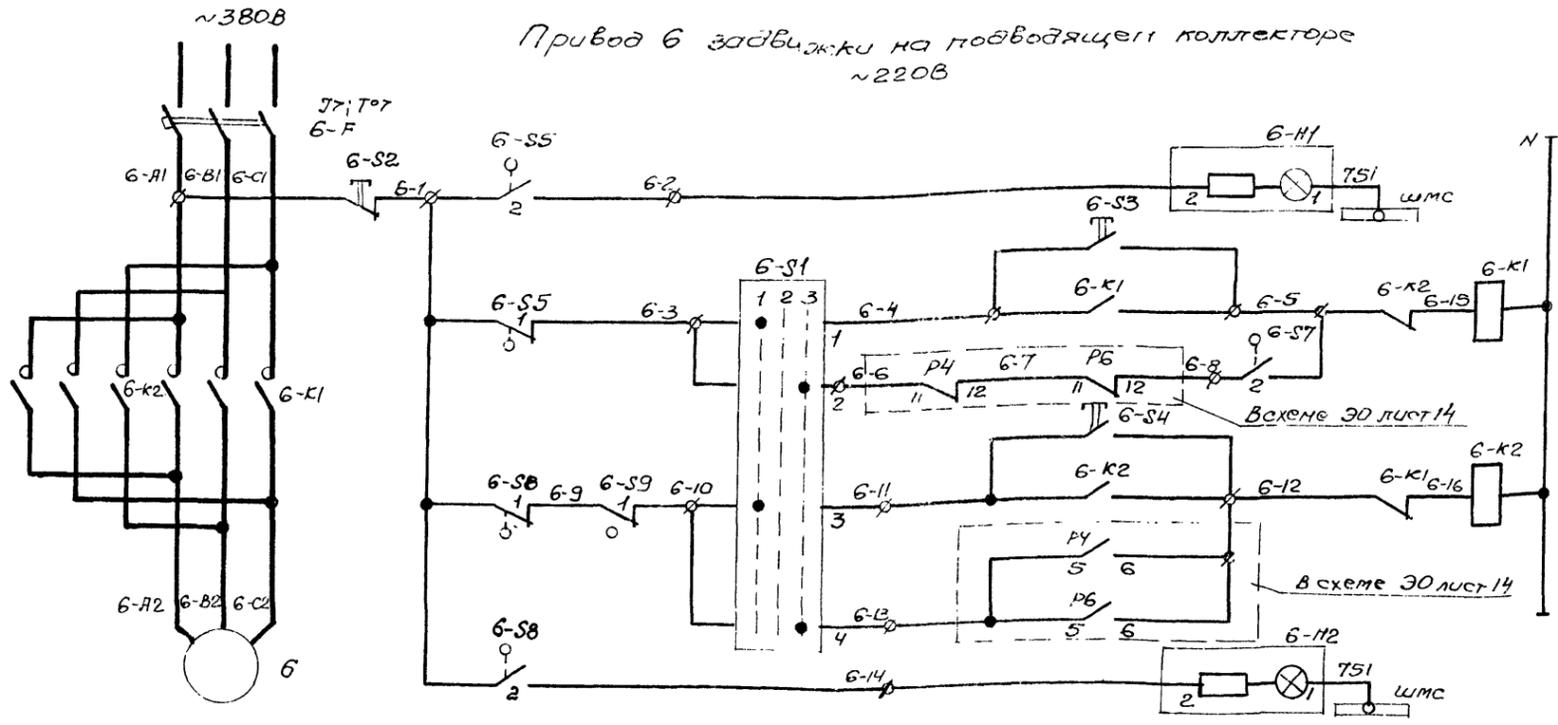 ~380В
Привод 6 задвижки на подводящем коллекторе
~220В
6-F
6-A1
6-B1
6-C1
6-S2
6-1
6-S5
2
6-2
6-H1
2
1
751
шмс
N
6-S3
6-S1
1 2 3
6-S5
1
6-3
6-4
1
6-K1
6-5
6-K2
6-15
6-K1
6-S7
2
6-6
2
P4
11
12
6-7
P6
11
12
6-8
В схеме ЭО лист 14
6-K2
6-K1
6-S4
6-S8
1
6-9
6-S9
1
6-10
6-11
3
6-K2
6-12
6-K1
6-16
6-K2
P4
5
6
В схеме ЭО лист 14
P6
5
6
6-13
4
6-A2
6-B2
6-C2
6
6-S8
2
6-14
6-H2
2
1
751
шмс